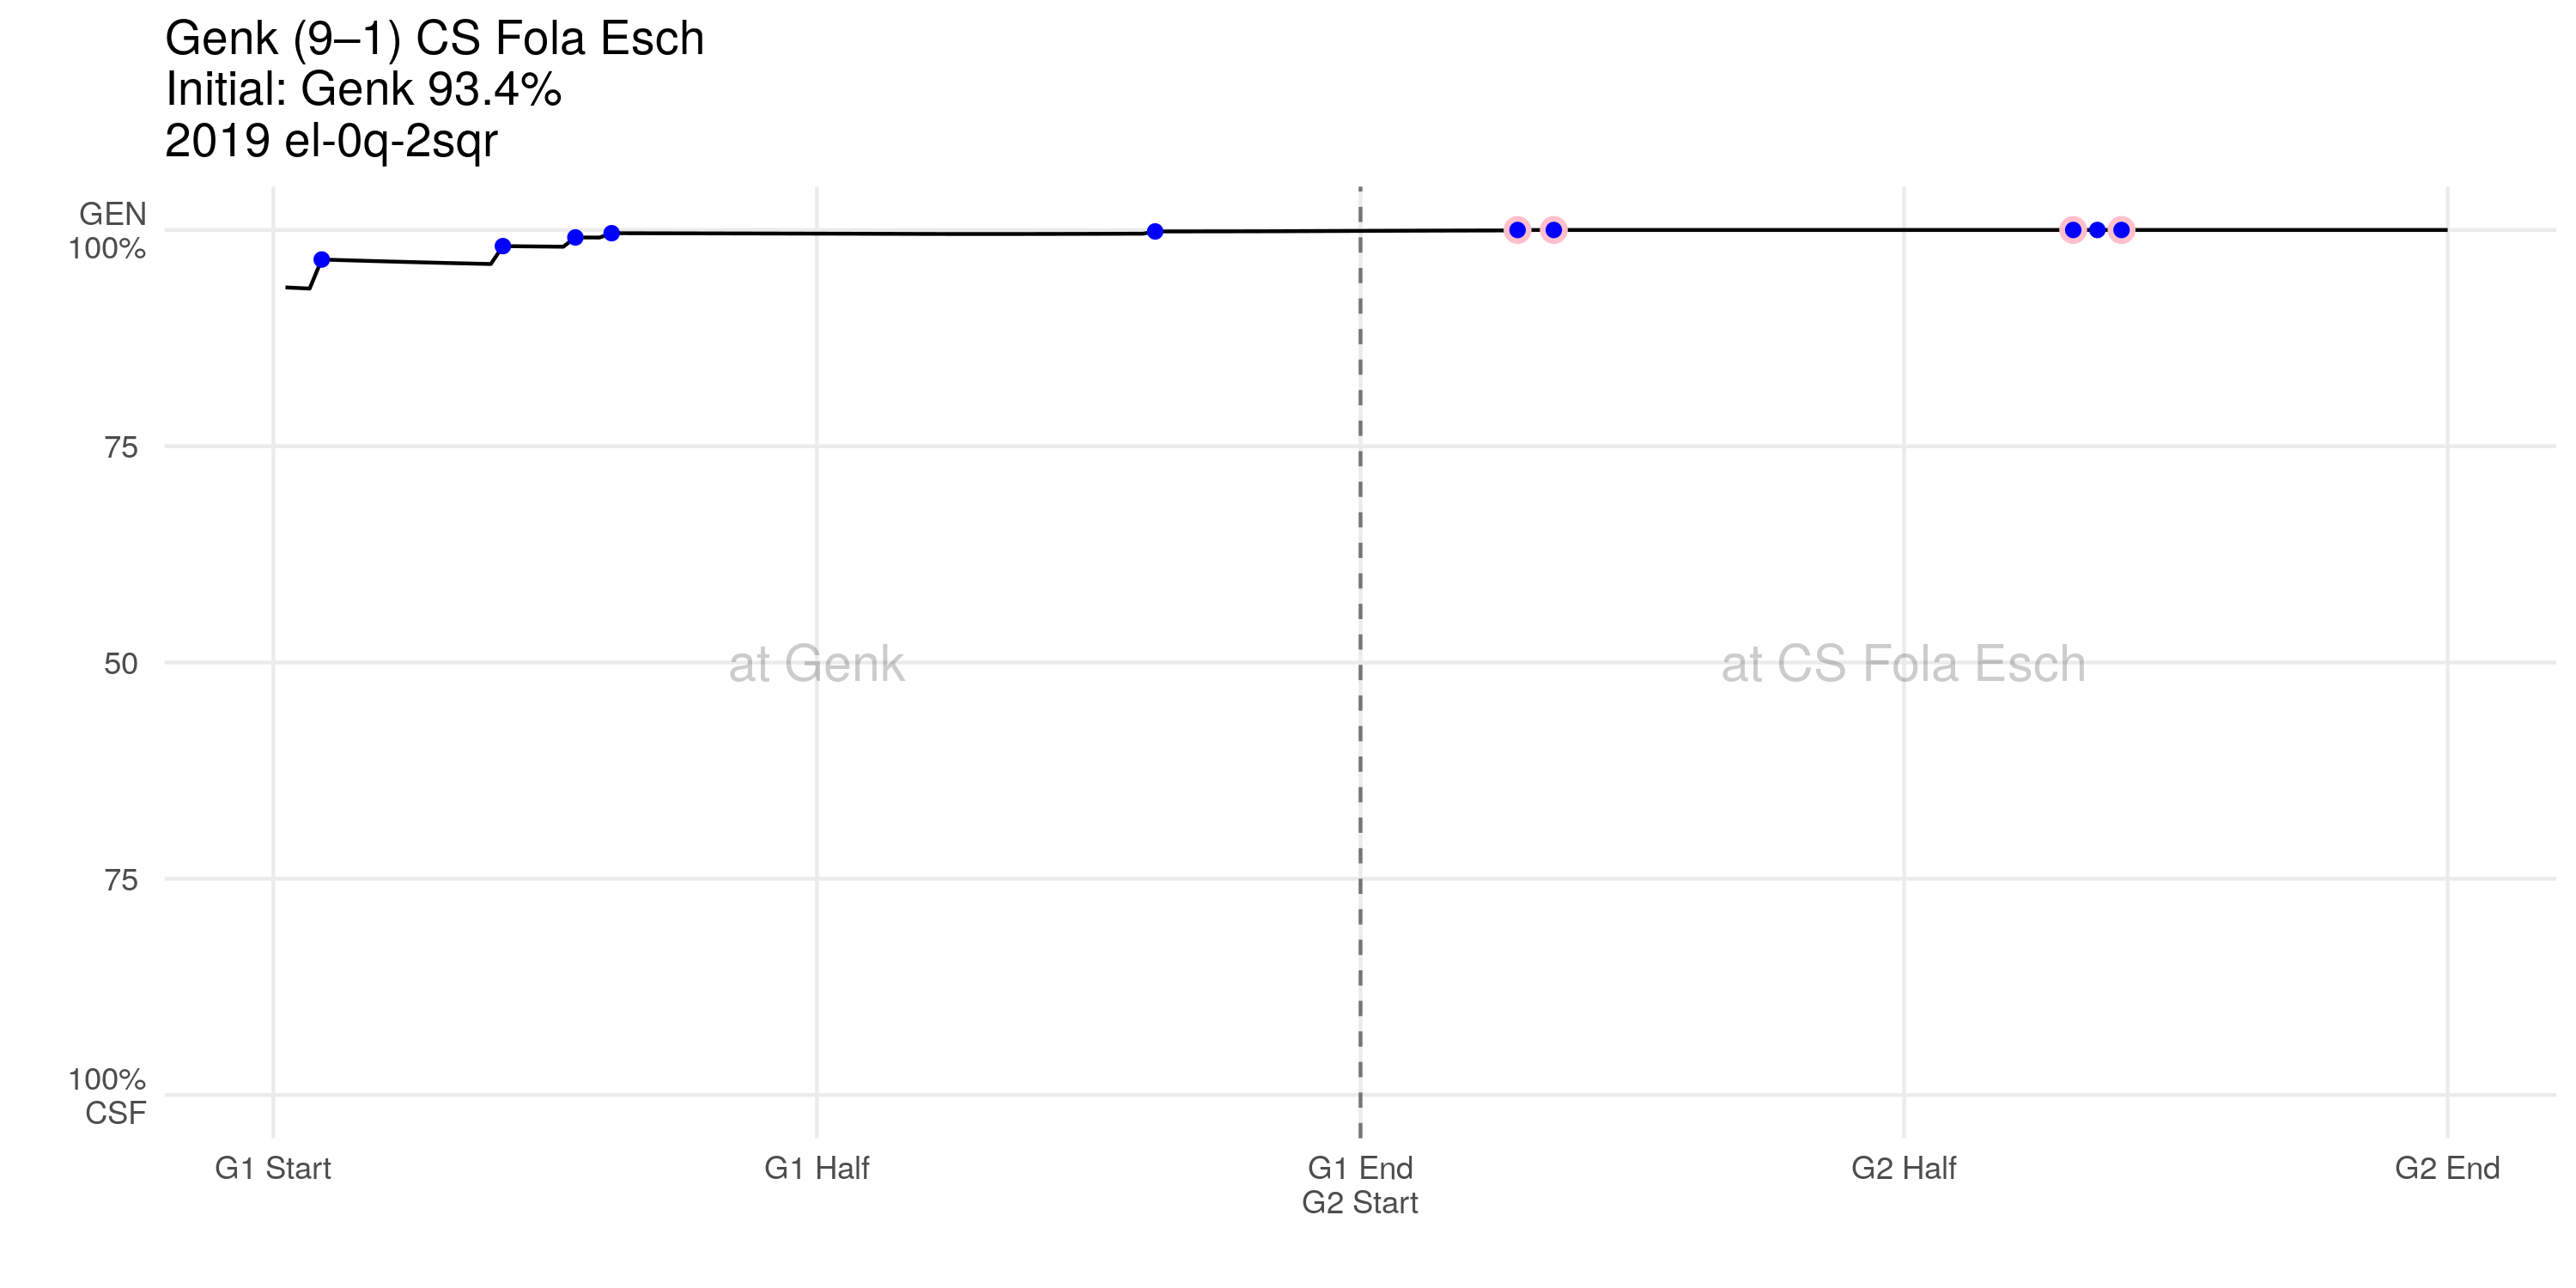 Genk (9–1) CS Fola Esch
Initial: Genk 93.4%
2019 el-0q-2sqr
GEN
100%
75
50
75
100%
CSF
at Genk
at CS Fola Esch
G1 Start
G1 Half
G1 End
G2 Start
G2 Half
G2 End